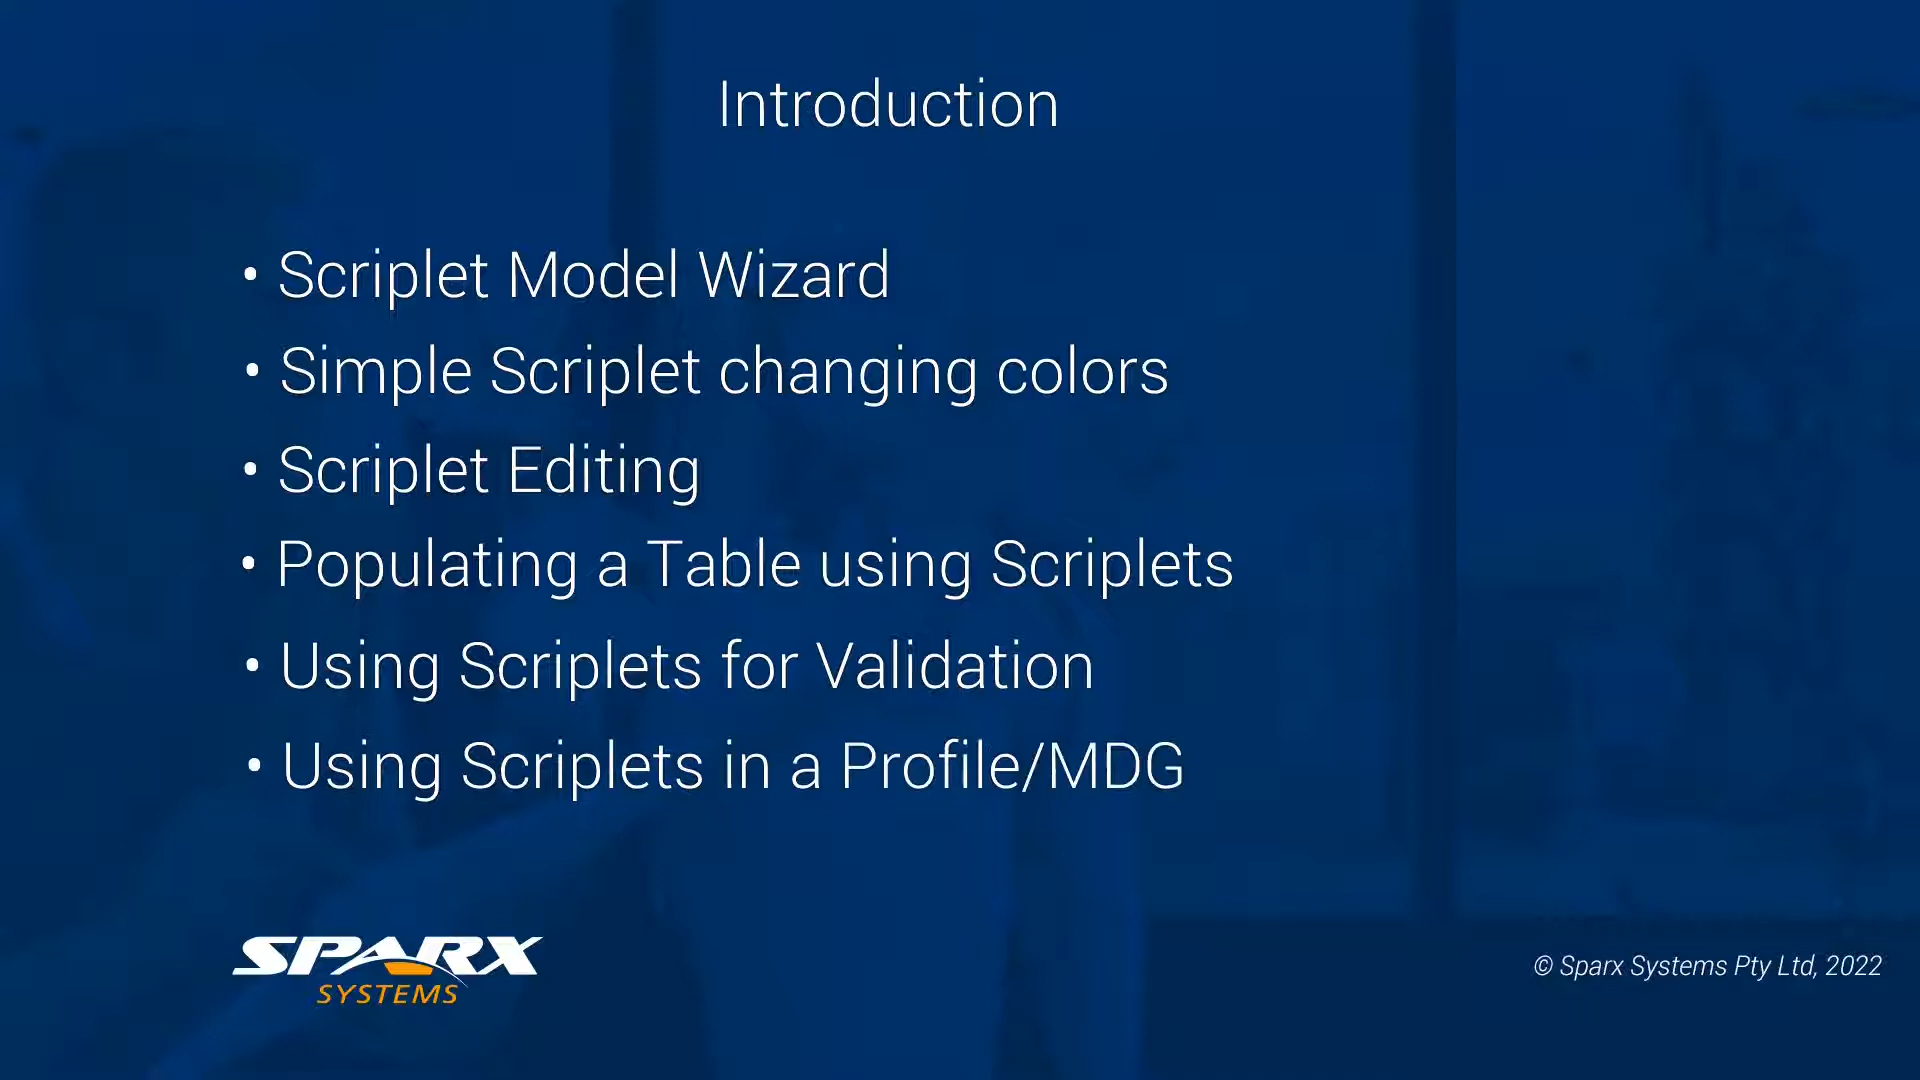 Introduction
• Scriplet Model Wizard
• Simple Scriplet changing colors
• Scriplet Editing
• Populating a Table using Scriplets
• Using Scriplets for Validation
• Using Scriplets in a Profile/MDG
SPARX
SYSTEMS
© Sparx Systems Pty Ltd, 2022